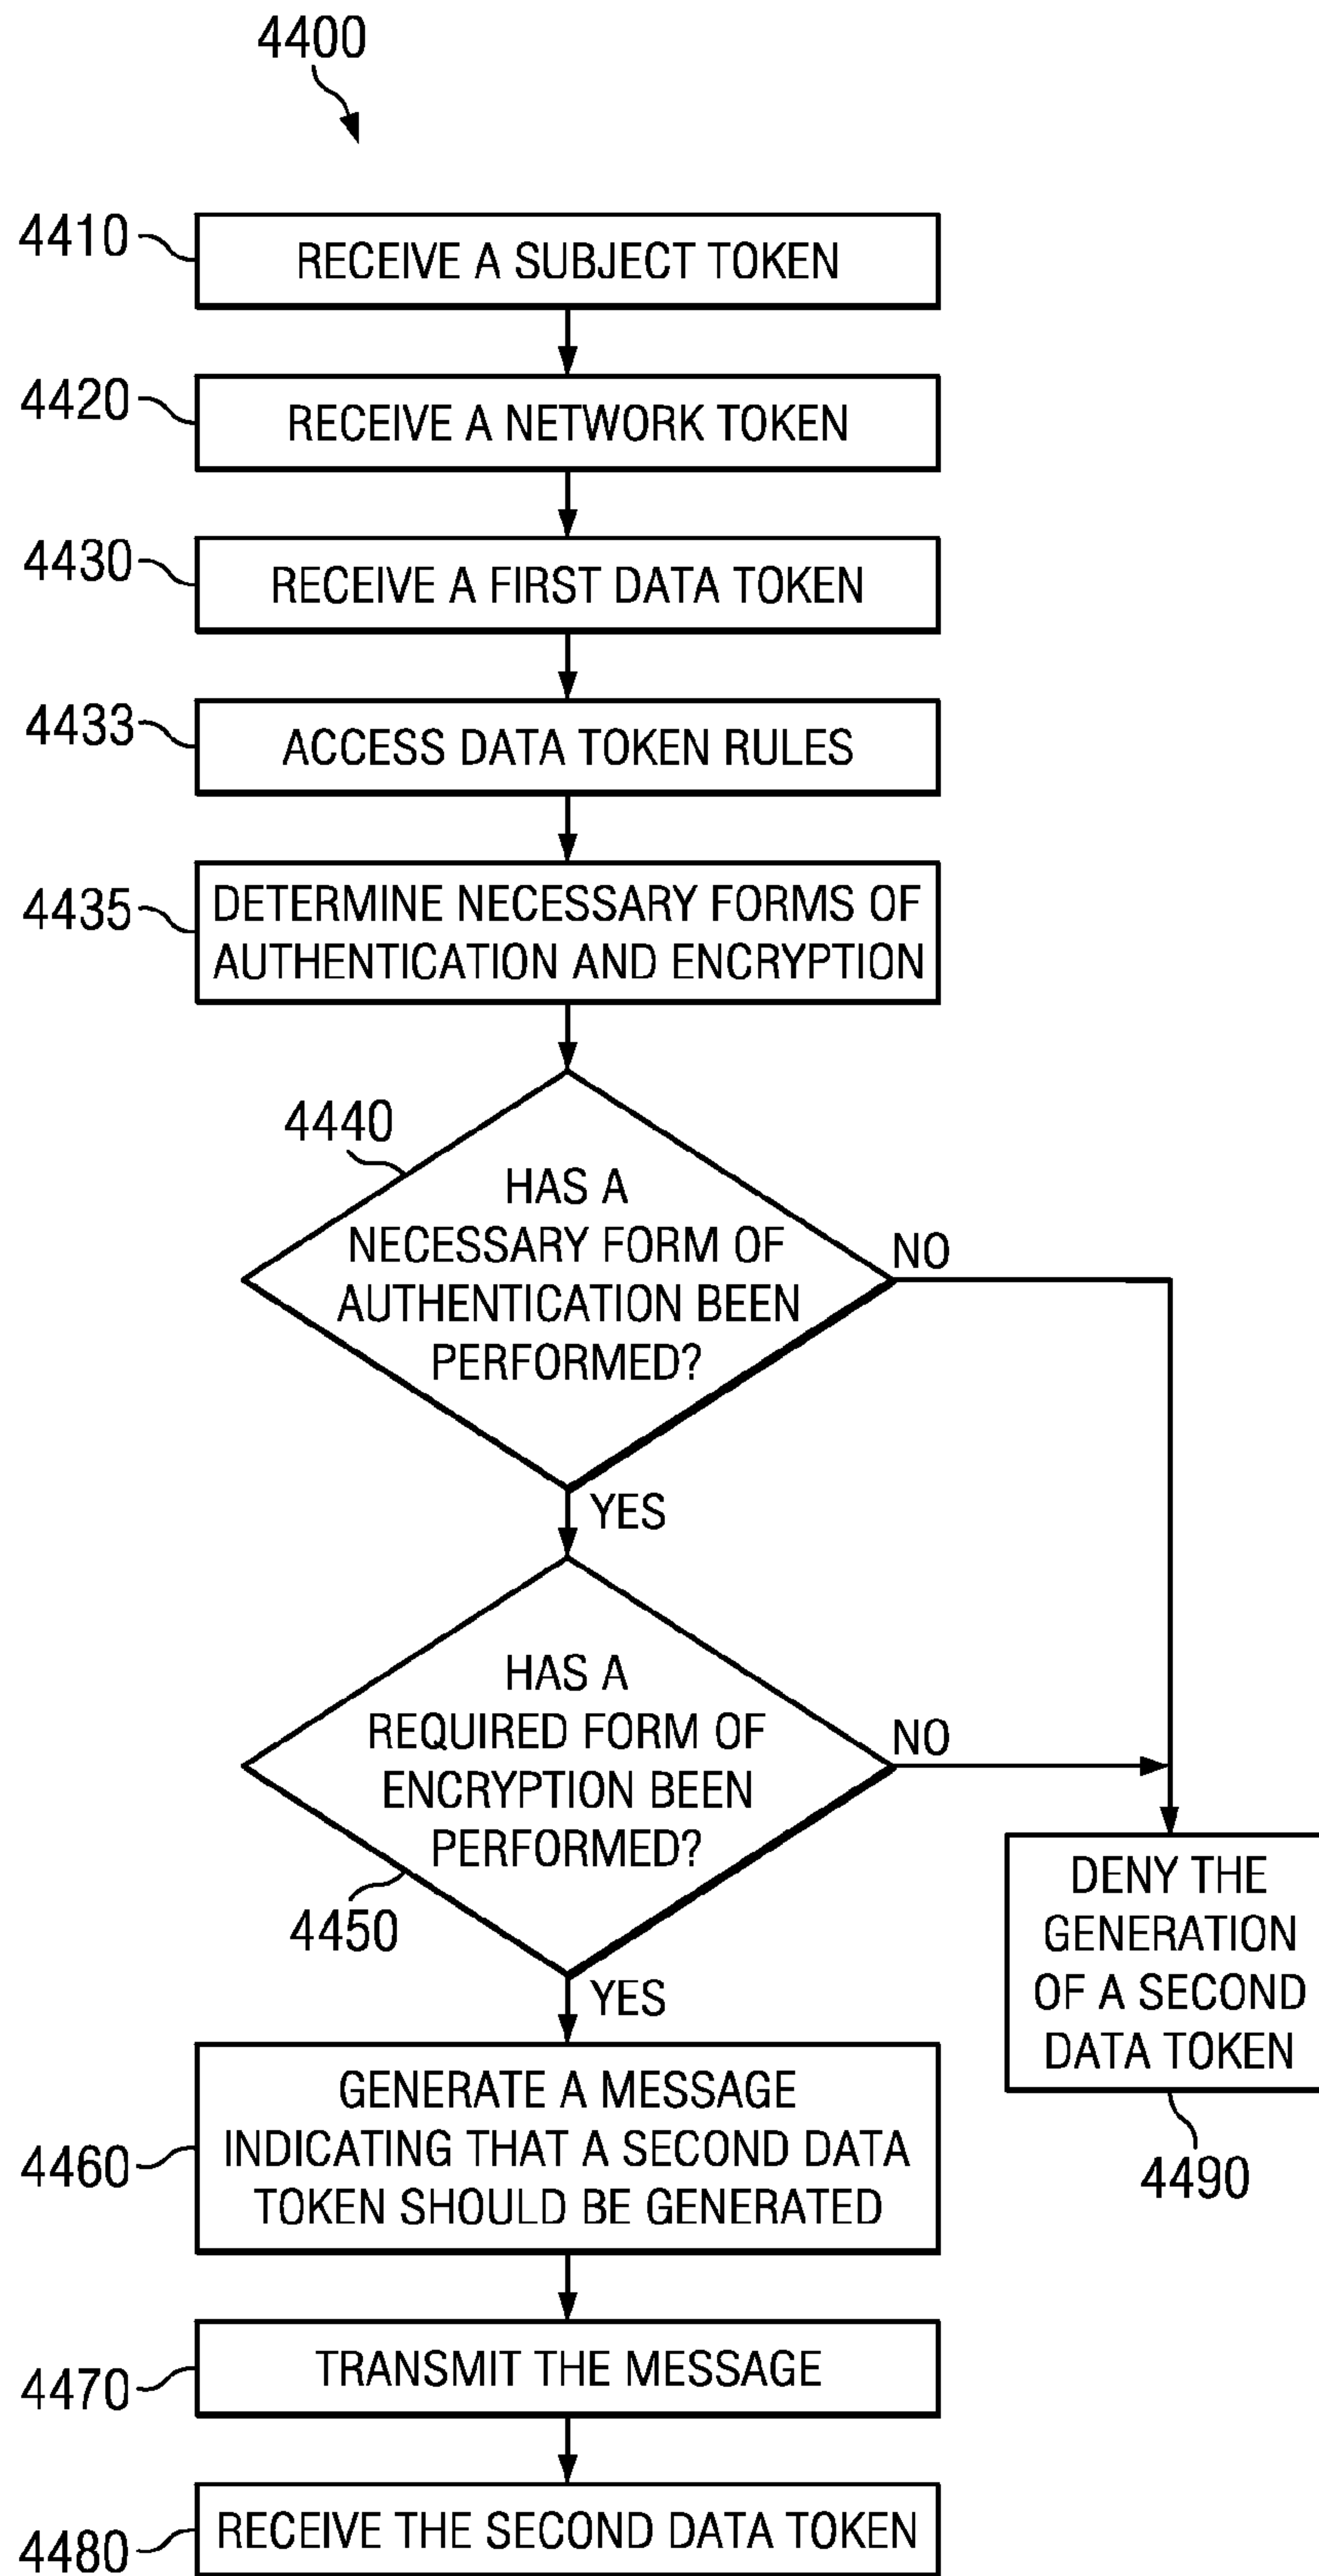 4400
4410
RECEIVE A SUBJECT TOKEN
4420
RECEIVE A NETWORK TOKEN
4430
RECEIVE A FIRST DATA TOKEN
4433
ACCESS DATA TOKEN RULES
4435
DETERMINE NECESSARY FORMS OF
AUTHENTICATION AND ENCRYPTION
4440
HAS A
NECESSARY FORM OF
AUTHENTICATION BEEN
PERFORMED?
NO
YES
HAS A
REQUIRED FORM OF
ENCRYPTION BEEN
PERFORMED?
NO
4450
YES
DENY THE
GENERATION
OF A SECOND
DATA TOKEN
4490
4460
GENERATE A MESSAGE
INDICATING THAT A SECOND DATA
TOKEN SHOULD BE GENERATED
4470
TRANSMIT THE MESSAGE
4480
RECEIVE THE SECOND DATA TOKEN